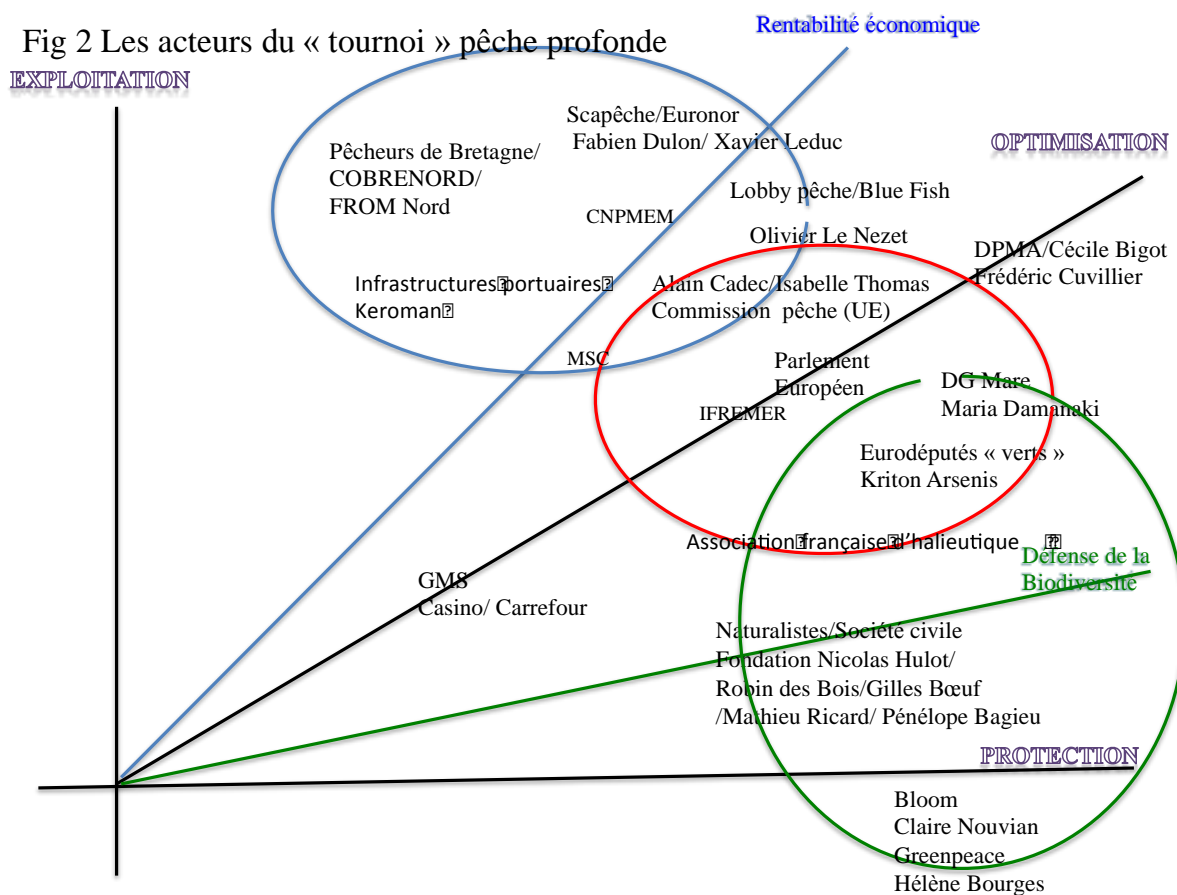 Rentabilité économique
Fig 2 Les acteurs du « tournoi » pêche profonde
EXPLOITATION
Scapêche/Euronor
Fabien Dulon/ Xavier Leduc
Pêcheurs de Bretagne/
COBRENORD/
FROM Nord
OPTIMISATION
Lobby pêche/Blue Fish
CNPMEM
Olivier Le Nezet
DPMA/Cécile Bigot
Frédéric Cuvillier
Infrastructures portuaires
Keroman
Alain Cadec/Isabelle Thomas
Commission pêche (UE)
MSC
Parlement
Européen
DG Mare
Maria Damanaki
IFREMER
Eurodéputés « verts »
Kriton Arsenis
Association française d'halieutique
Défense de la
Biodiversité
GMS
Casino/ Carrefour
Naturalistes/Société civile
Fondation Nicolas Hulot/
Robin des Bois/Gilles Bœuf
/Mathieu Ricard/ Pénélope Bagieu
PROTECTION
Bloom
Claire Nouvian
Greenpeace
Hélène Bourges